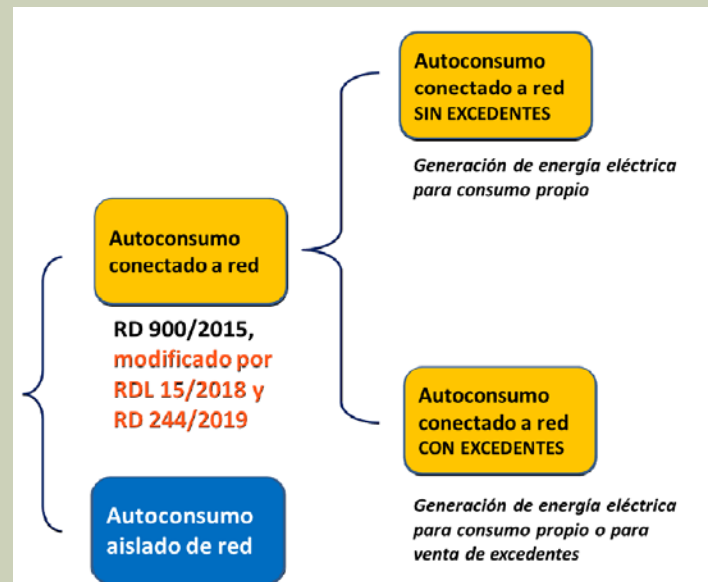 Autoconsumo
conectado a red
SIN EXCEDENTES
Generación de energía eléctrica
para consumo propio
Autoconsumo
conectado a red
RD 900/2015,
modificado por
RDL 15/2018 y
RD 244/2019
Autoconsumo
conectado a red
CON EXCEDENTES
Generación de energía eléctrica
para consumo propio o para
venta de excedentes
Autoconsumo
aislado de red